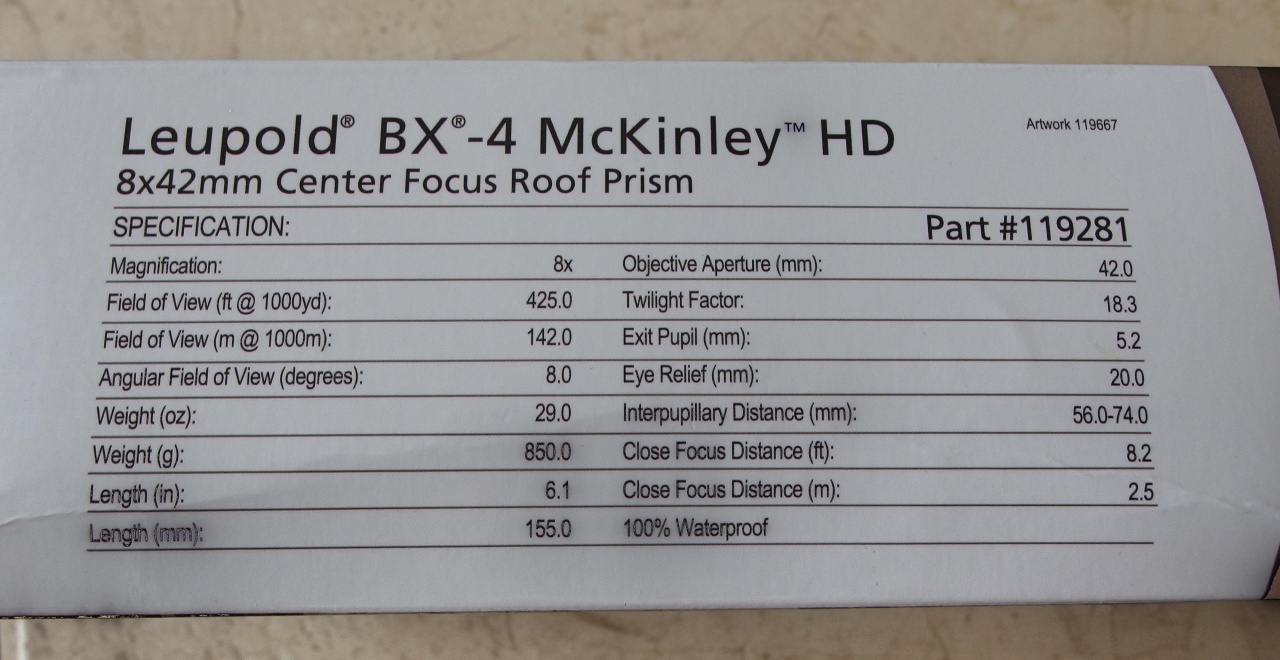 Leupold® BX®-4 McKinley™ HD
Artwork 119667
8x42mm Center Focus Roof Prism
SPECIFICATION: Part #119281
Magnification: 8x Objective Aperture (mm): 42.0
Field of View (ft @ 1000yd): 425.0 Twilight Factor: 18.3
Field of View (m @ 1000m): 142.0 Exit Pupil (mm): 5.2
Angular Field of View (degrees): 8.0 Eye Relief (mm): 20.0
Weight (oz): 29.0 Interpupillary Distance (mm): 56.0-74.0
Weight (g): 850.0 Close Focus Distance (ft): 8.2
Length (in): 6.1 Close Focus Distance (m): 2.5
Length (mm): 155.0 100% Waterproof